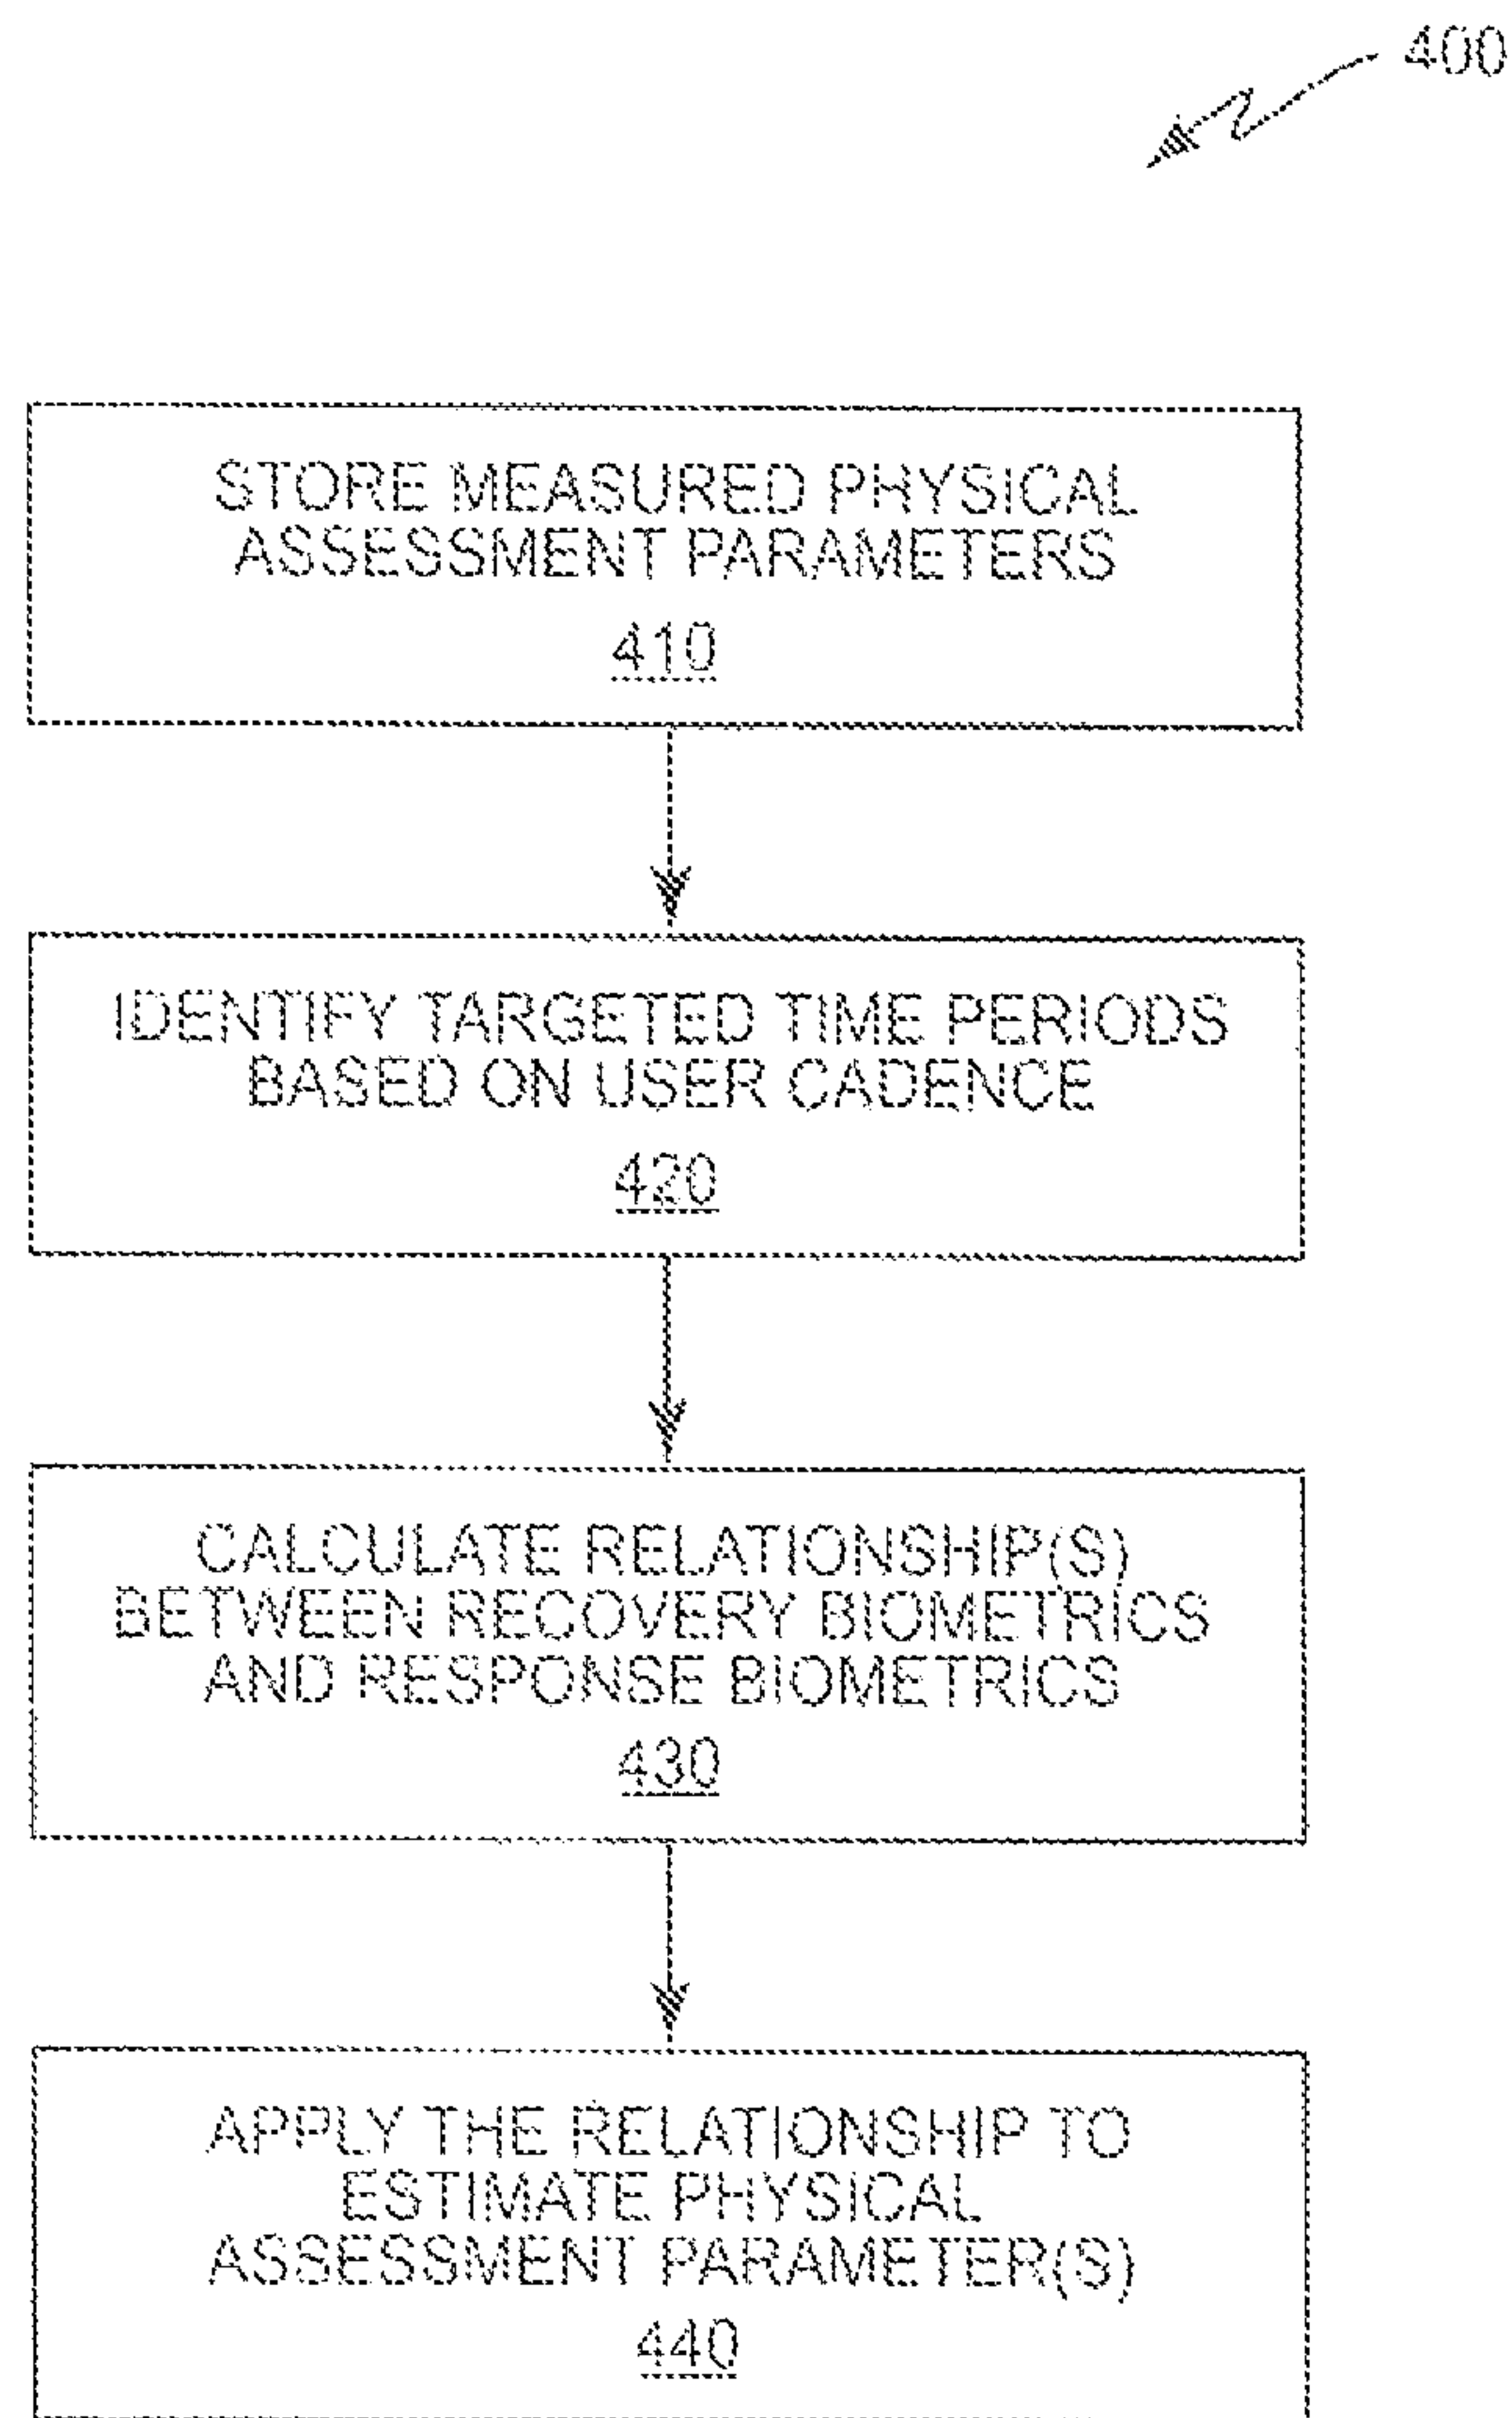 400
STORE MEASURED PHYSICAL
ASSESSMENT PARAMETERS
410
IDENTIFY TARGETED TIME PERIODS
BASED ON USER CADENCE
420
CALCULATE RELATIONSHIP(S)
BETWEEN RECOVERY BIOMETRICS
AND RESPONSE BIOMETRICS
430
APPLY THE RELATIONSHIP TO
ESTIMATE PHYSICAL
ASSESSMENT PARAMETER(S)
440